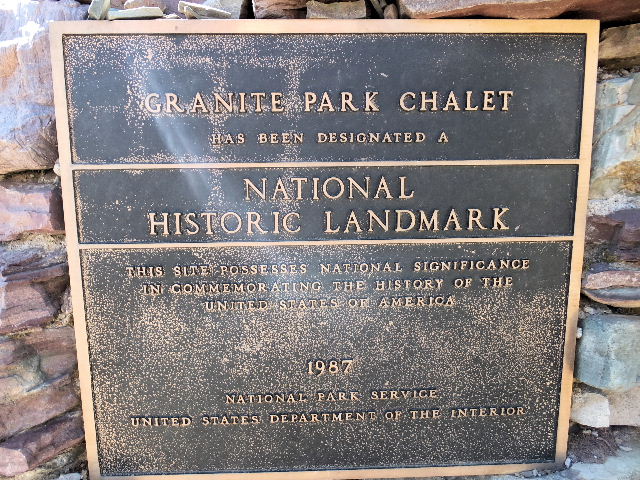 GRANITE PARK CHALET
HAS BEEN DESIGNATED A
NATIONAL
HISTORIC LANDMARK
THIS SITE POSSESSES NATIONAL SIGNIFICANCE
IN COMMEMORATING THE HISTORY OF THE
UNITED STATES OF AMERICA
1987
NATIONAL PARK SERVICE
UNITED STATES DEPARTMENT OF THE INTERIOR